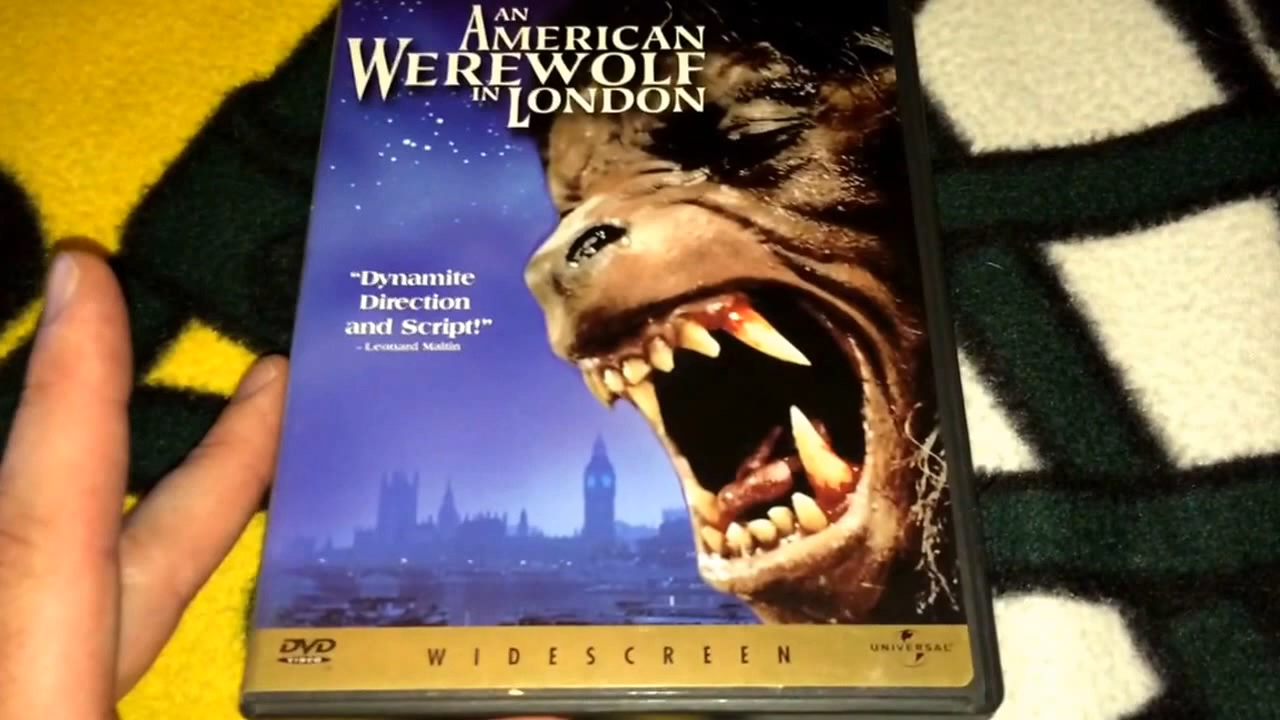 AN
AMERICAN
WEREWOLF
IN LONDON
“Dynamite
Direction
and Script!”
- Leonard Maltin
DVD
VIDEO
WIDESCREEN
UNIVERSAL